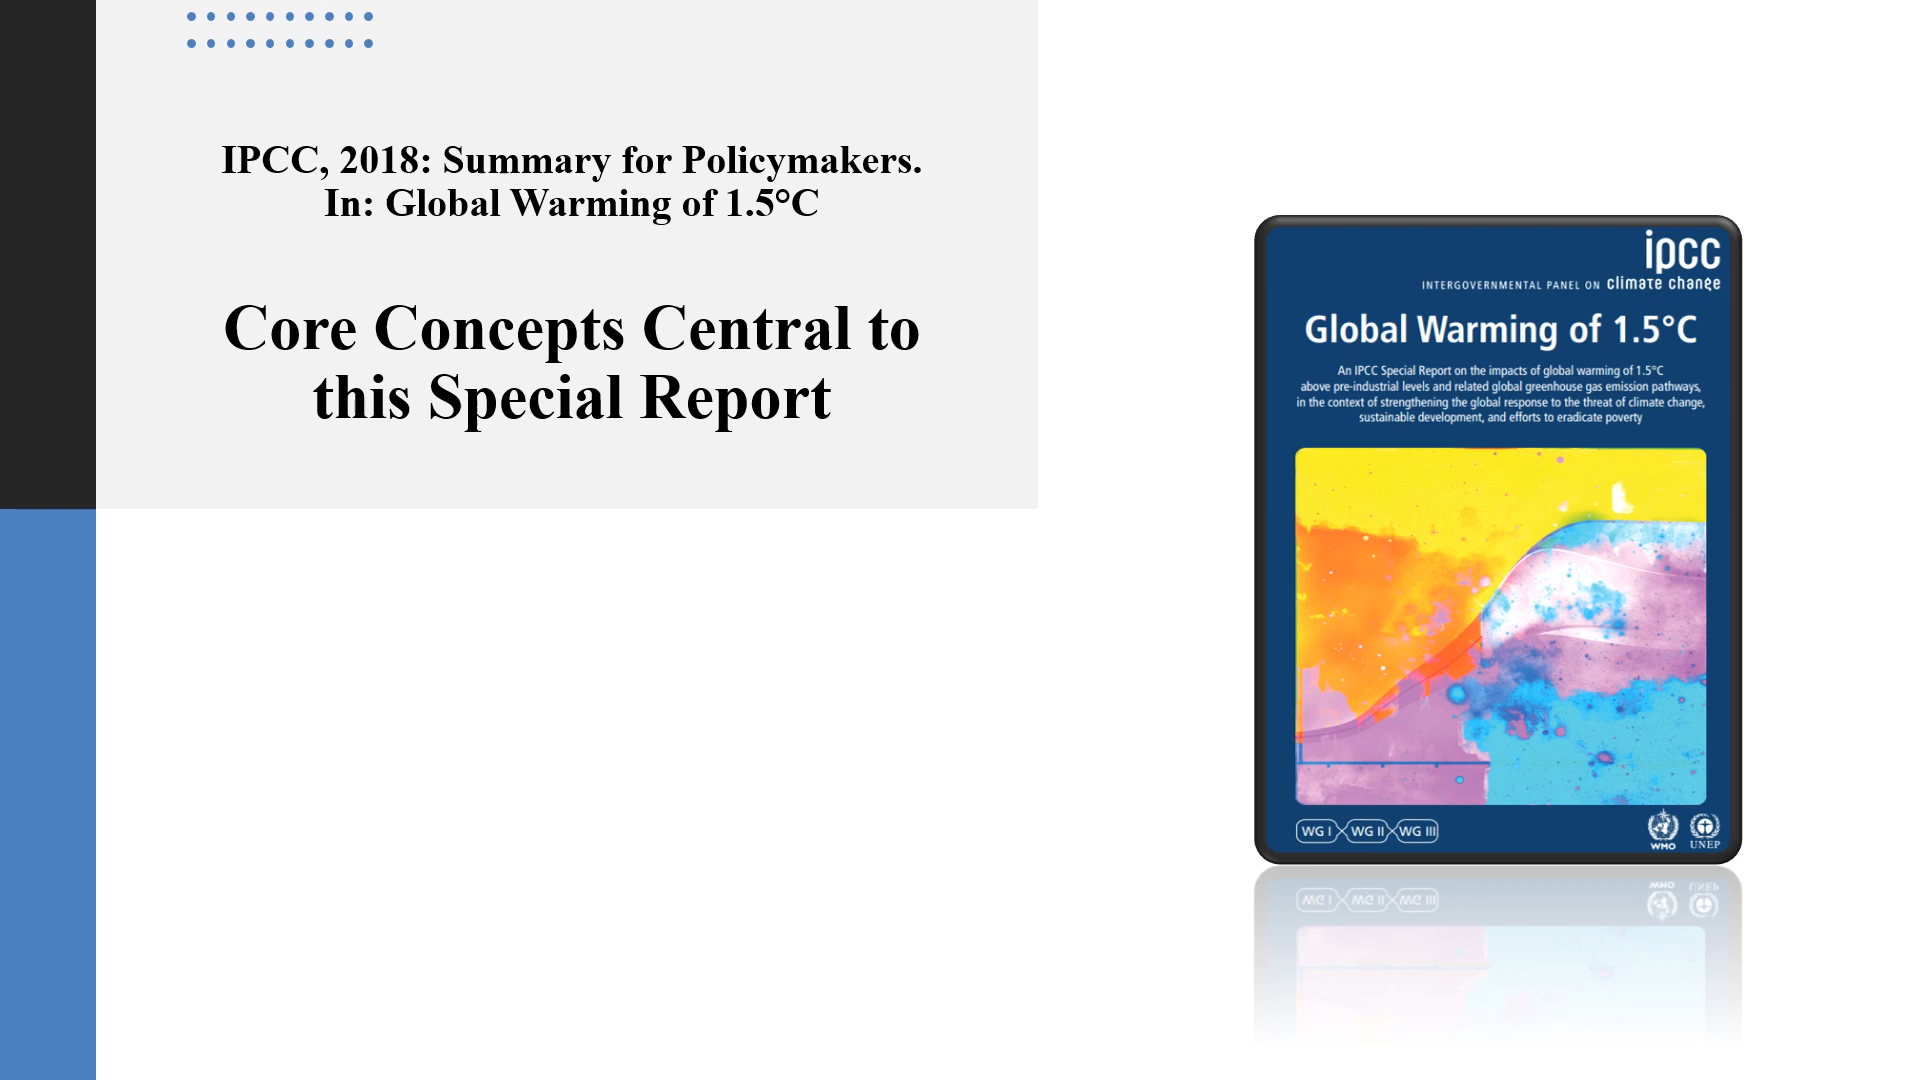 IPCC, 2018: Summary for Policymakers.
In: Global Warming of 1.5°C
Core Concepts Central to
this Special Report
ipcc
INTERGOVERNMENTAL PANEL ON climate change
Global Warming of 1.5°C
An IPCC Special Report on the impacts of global warming of 1.5°C
above pre-industrial levels and related global greenhouse gas emission pathways,
in the context of strengthening the global response to the threat of climate change,
sustainable development, and efforts to eradicate poverty
WG I WG II WG III
WMO UNEP